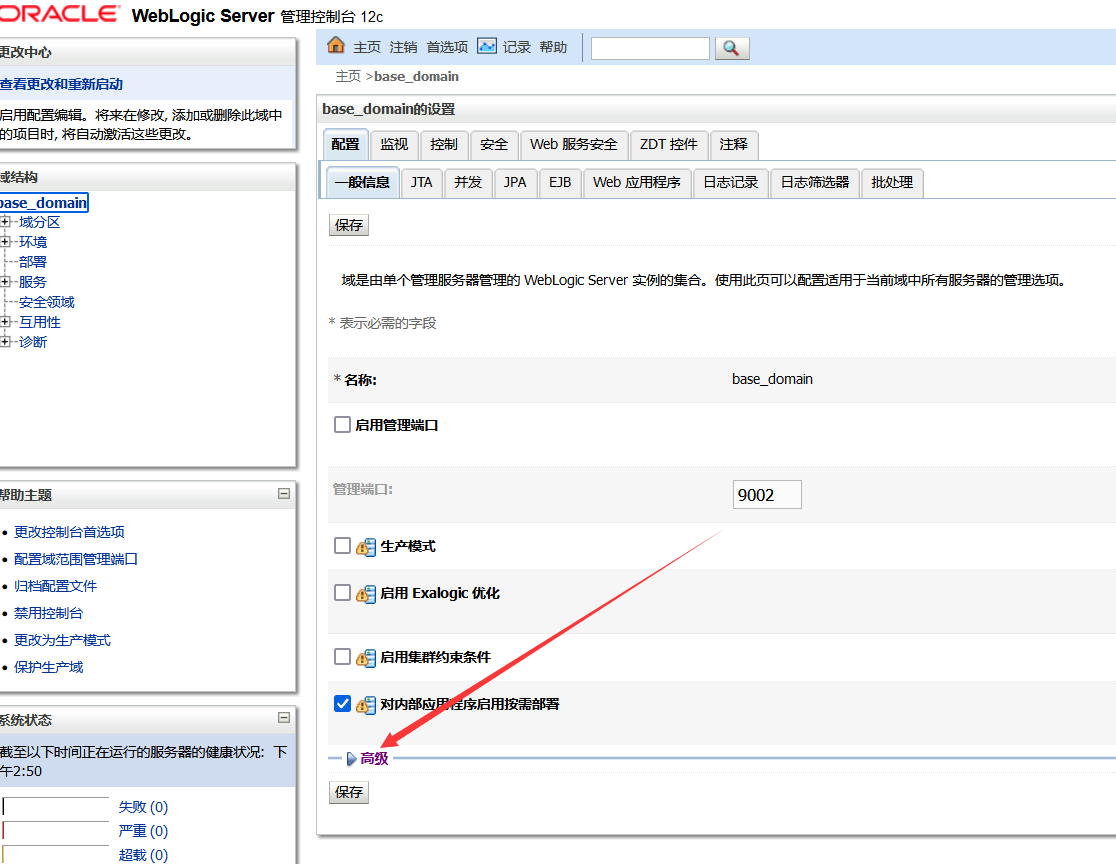 ORACLE WebLogic Server 管理控制台 12c
更改中心
查看更改和重新启动
启用配置编辑。将来在修改, 添加或删除此域中
的项目时, 将自动激活这些更改。
域结构
base_domain
域分区
环境
部署
服务
安全领域
互用性
诊断
帮助主题
更改控制台首选项
配置域范围管理端口
归档配置文件
禁用控制台
更改为生产模式
保护生产域
系统状态
截至以下时间正在运行的服务器的健康状况: 下
午2:50
失败 (0)
严重 (0)
超载 (0)
主页 注销 首选项 记录 帮助
主页 >base_domain
base_domain的设置
配置 监视 控制 安全 Web 服务安全 ZDT 控件 注释
一般信息 JTA 并发 JPA EJB Web 应用程序 日志记录 日志筛选器 批处理
保存
域是由单个管理服务器管理的 WebLogic Server 实例的集合。使用此页可以配置适用于当前域中所有服务器的管理选项。
* 表示必需的字段
* 名称: base_domain
启用管理端口
管理端口: 9002
生产模式
启用 Exalogic 优化
启用集群约束条件
对内部应用程序启用按需部署
高级
保存